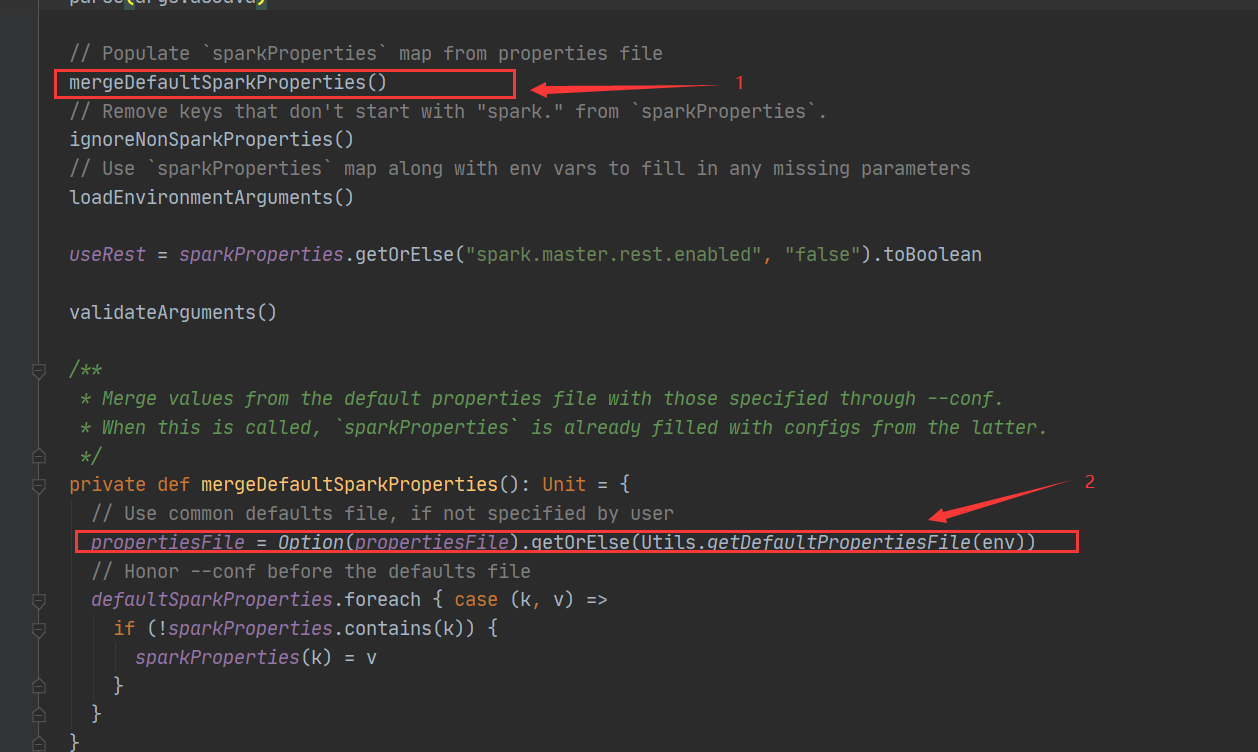 parse(args.asJava)
// Populate `sparkProperties` map from properties file
mergeDefaultSparkProperties()
1
// Remove keys that don't start with "spark." from `sparkProperties`.
ignoreNonSparkProperties()
// Use `sparkProperties` map along with env vars to fill in any missing parameters
loadEnvironmentArguments()
useRest = sparkProperties.getOrElse("spark.master.rest.enabled", "false").toBoolean
validateArguments()
/**
* Merge values from the default properties file with those specified through --conf.
* When this is called, `sparkProperties` is already filled with configs from the latter.
*/
private def mergeDefaultSparkProperties(): Unit = {
2
// Use common defaults file, if not specified by user
propertiesFile = Option(propertiesFile).getOrElse(Utils.getDefaultPropertiesFile(env))
// Honor --conf before the defaults file
defaultSparkProperties.foreach { case (k, v) =>
if (!sparkProperties.contains(k)) {
sparkProperties(k) = v
}
}
}